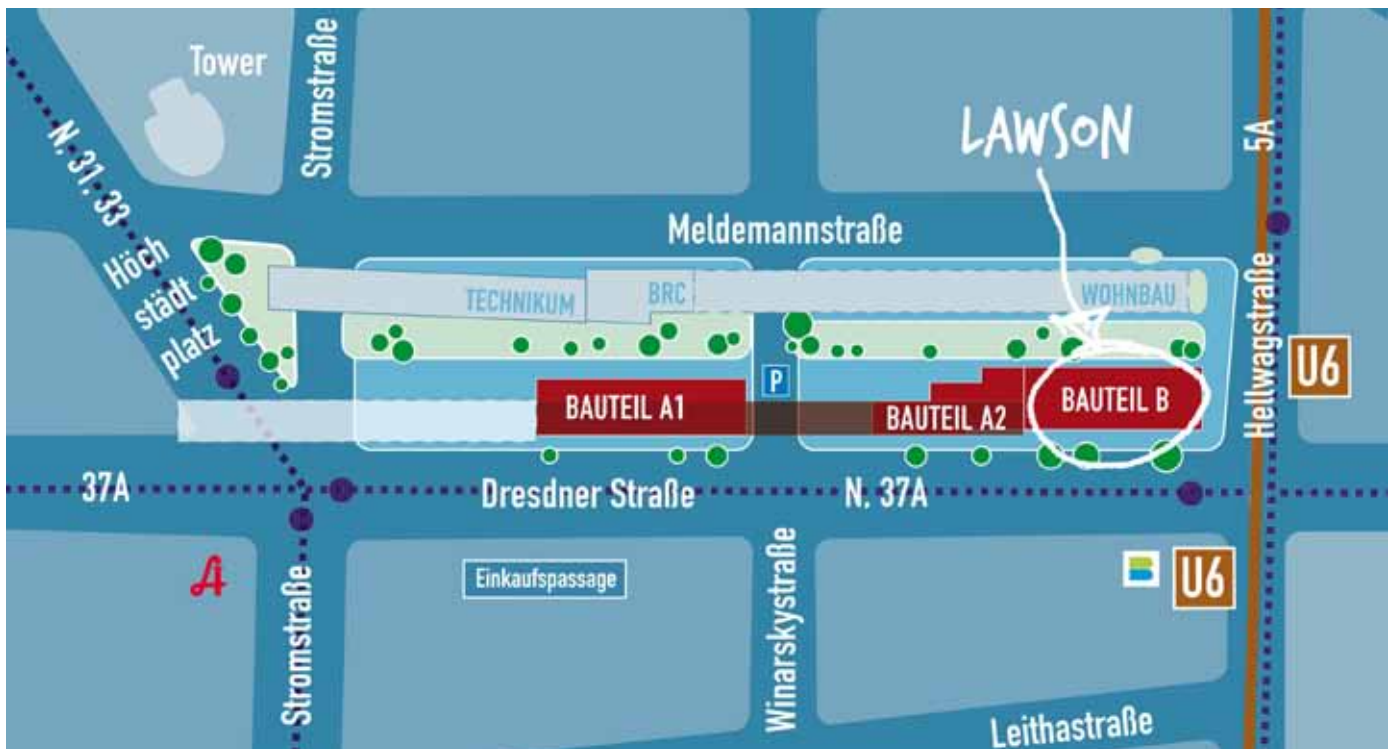 Tower
Stromstraße
N. 31. 33
LAWSON
5A
Meldemannstraße
Höch
städt
platz
TECHNIKUM
BRC
WOHNBAU
Hellwagstraße
U6
P
BAUTEIL A1
BAUTEIL A2
BAUTEIL B
37A
Dresdner Straße
N. 37A
Einkaufspassage
U6
Stromstraße
Winarskystraße
Leithastraße